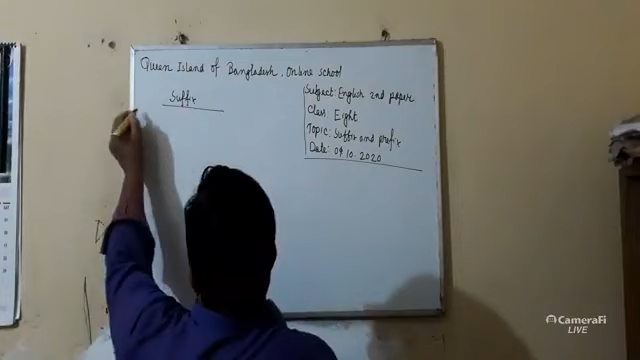 Queen Island of Bangladesh, Online school
Suffix
Subject: English 2nd paper
Class: Eight
Topic: Suffix and prefix
Date: 04.10.2020
CameraFi
LIVE